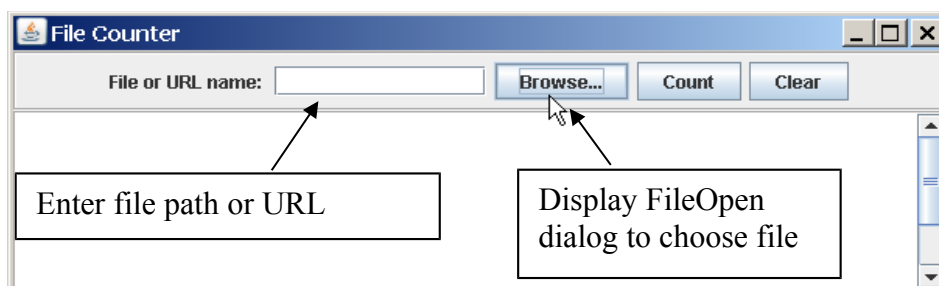 File Counter
File or URL name: Browse... Count Clear
Enter file path or URL
Display FileOpen
dialog to choose file